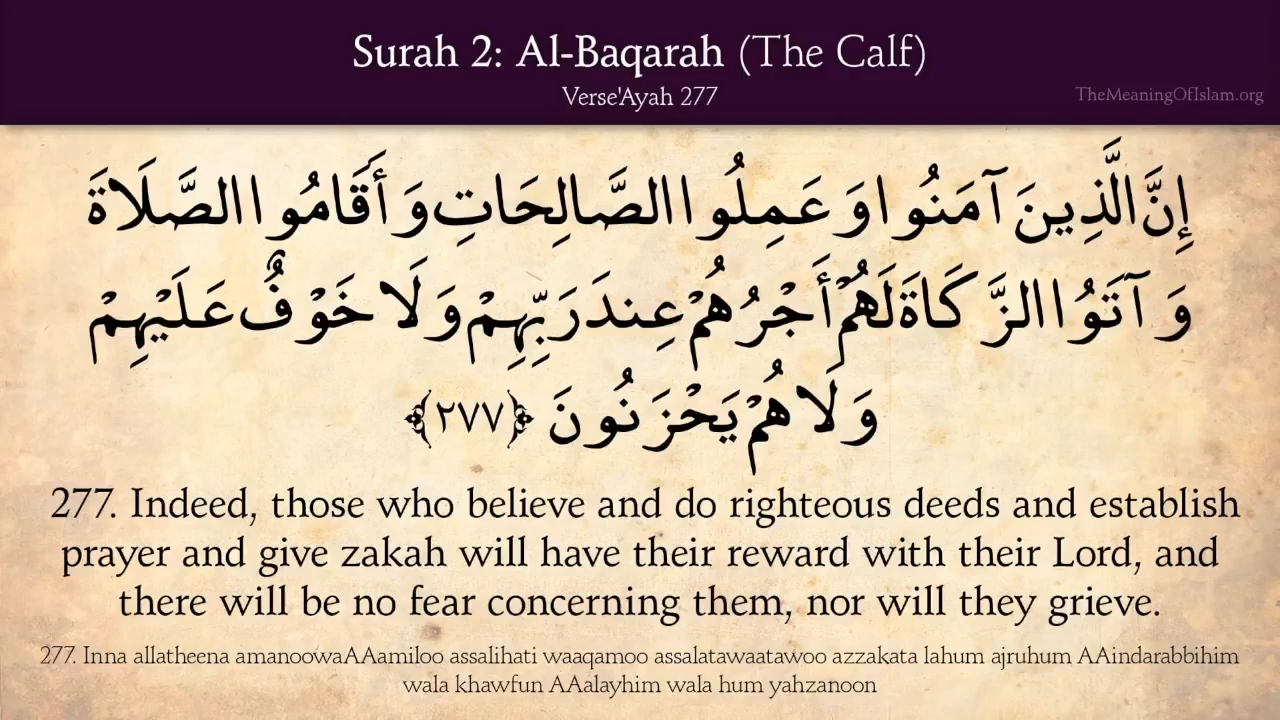 Surah 2: Al-Baqarah (The Calf)
Verse'Ayah 277
TheMeaningOfIslam.org
إِنَّ الَّذِينَ آمَنُوا وَعَمِلُوا الصَّالِحَاتِ وَأَقَامُوا الصَّلَاةَ
وَآتَوُا الزَّكَاةَ لَهُمْ أَجْرُهُمْ عِندَ رَبِّهِمْ وَلَا خَوْفٌ عَلَيْهِمْ
وَلَا هُمْ يَحْزَنُونَ ﴿٢٧٧﴾
277. Indeed, those who believe and do righteous deeds and establish
prayer and give zakah will have their reward with their Lord, and
there will be no fear concerning them, nor will they grieve.
277. Inna allatheena amanoowaAAamiloo assalihati waaqamoo assalatawaatawoo azzakata lahum ajruhum AAindarabbihim
wala khawfun AAalayhim wala hum yahzanoon